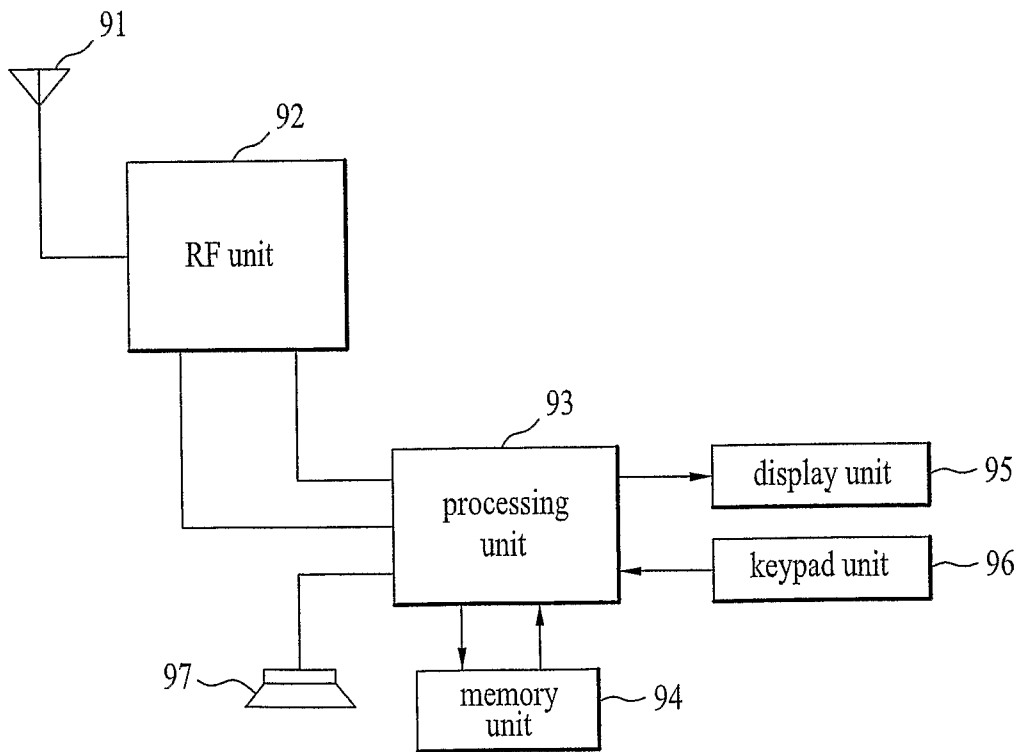 91
92
RF unit
93
processing
unit
display unit
95
keypad unit
96
97
memory
unit
94